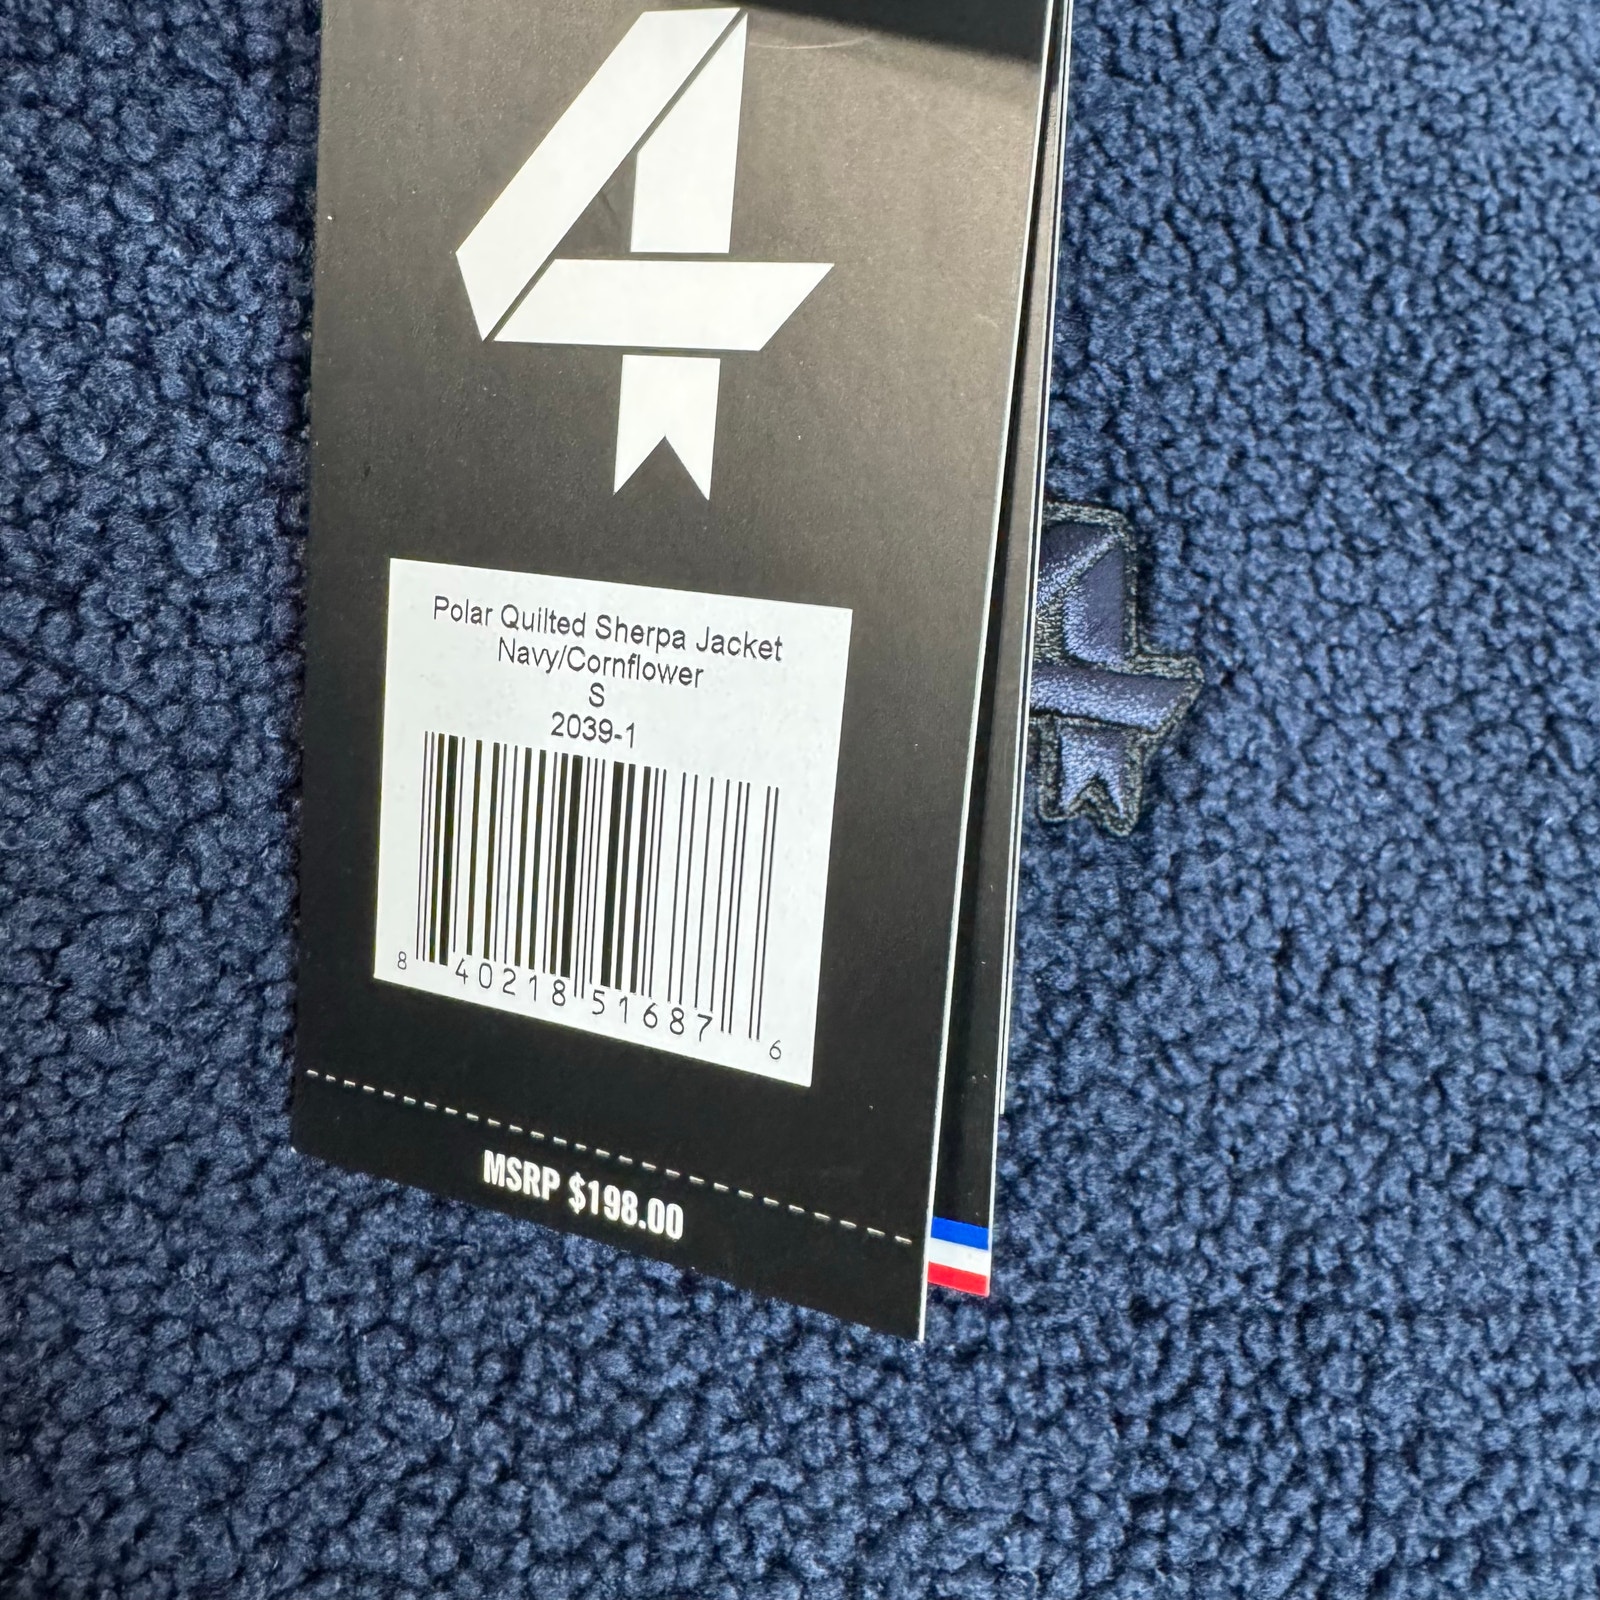 Polar Quilted Sherpa Jacket
Navy/Cornflower
S
2039-1
8 40218 51687 6
MSRP $198.00